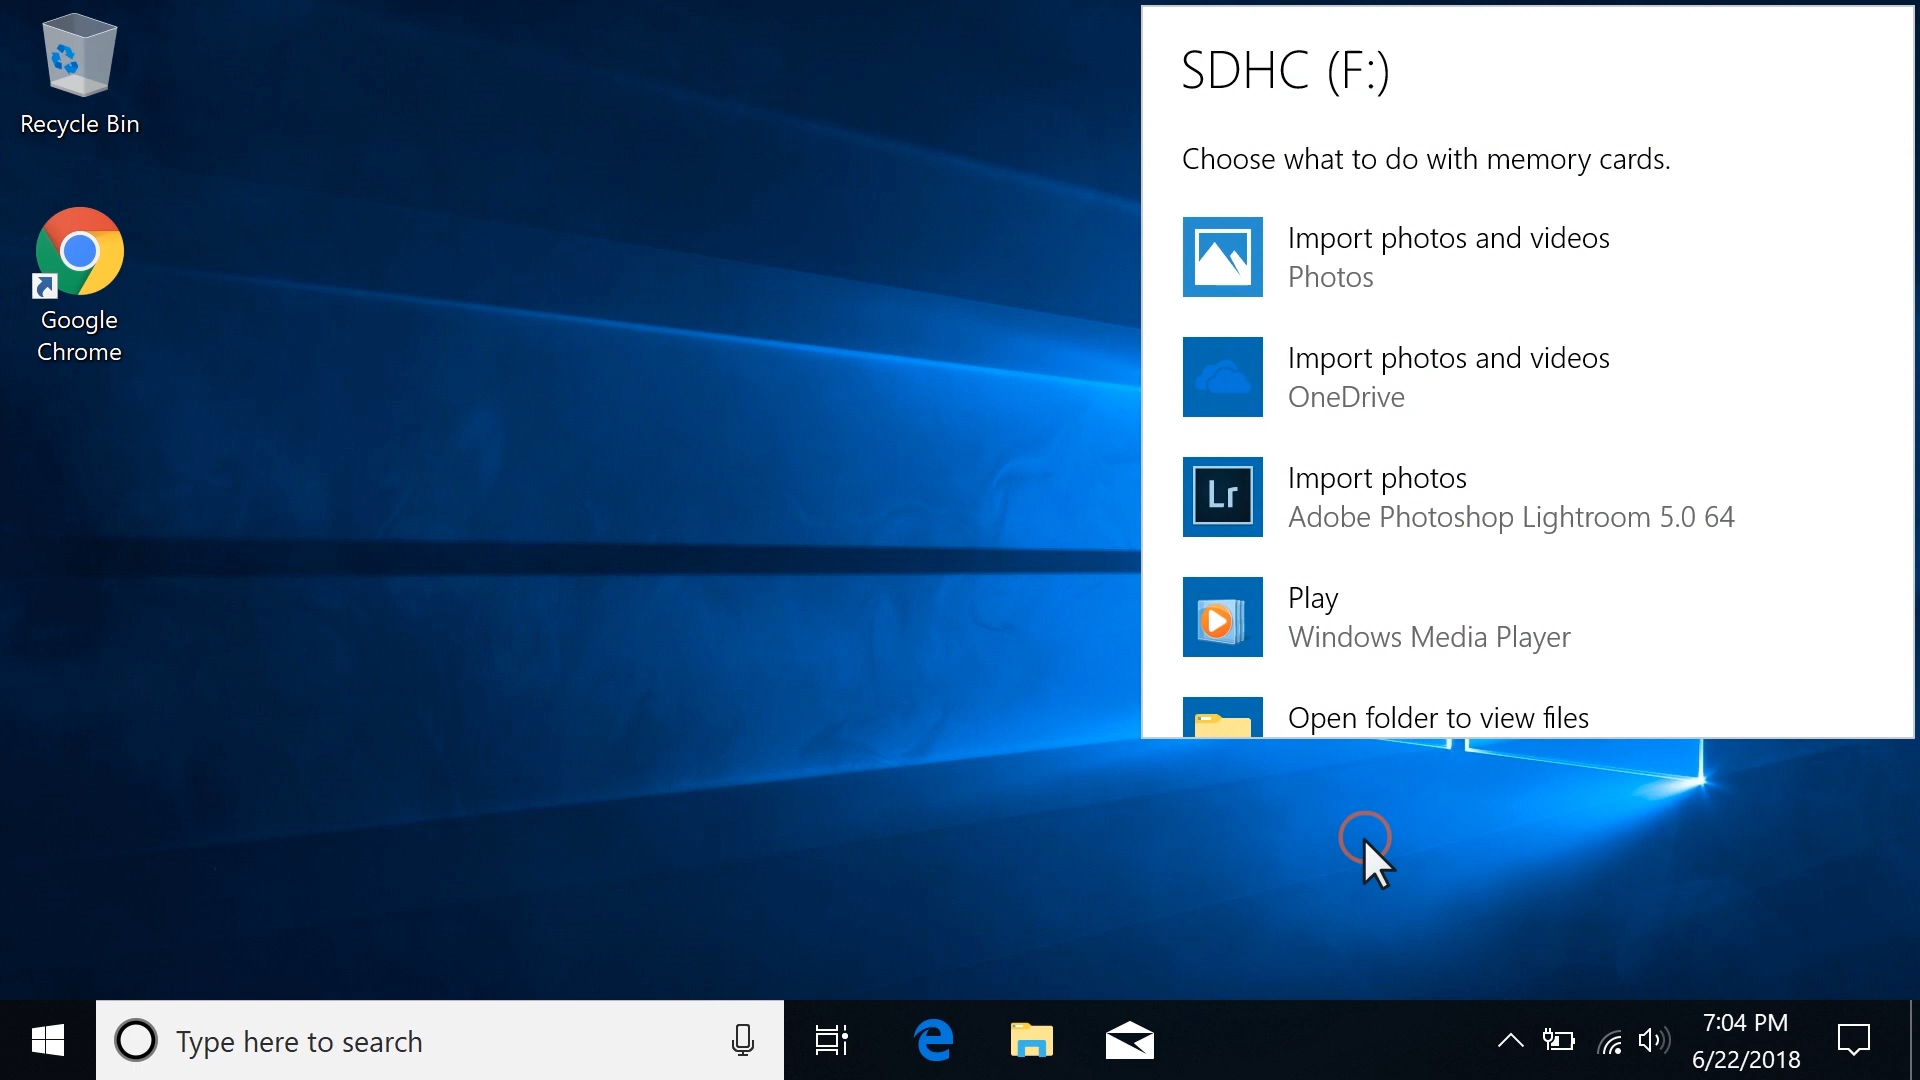 Recycle Bin
Google
Chrome
SDHC (F:)
Choose what to do with memory cards.
Import photos and videos
Photos
Import photos and videos
OneDrive
Lr
Import photos
Adobe Photoshop Lightroom 5.0 64
Play
Windows Media Player
Open folder to view files
Type here to search
7:04 PM
6/22/2018